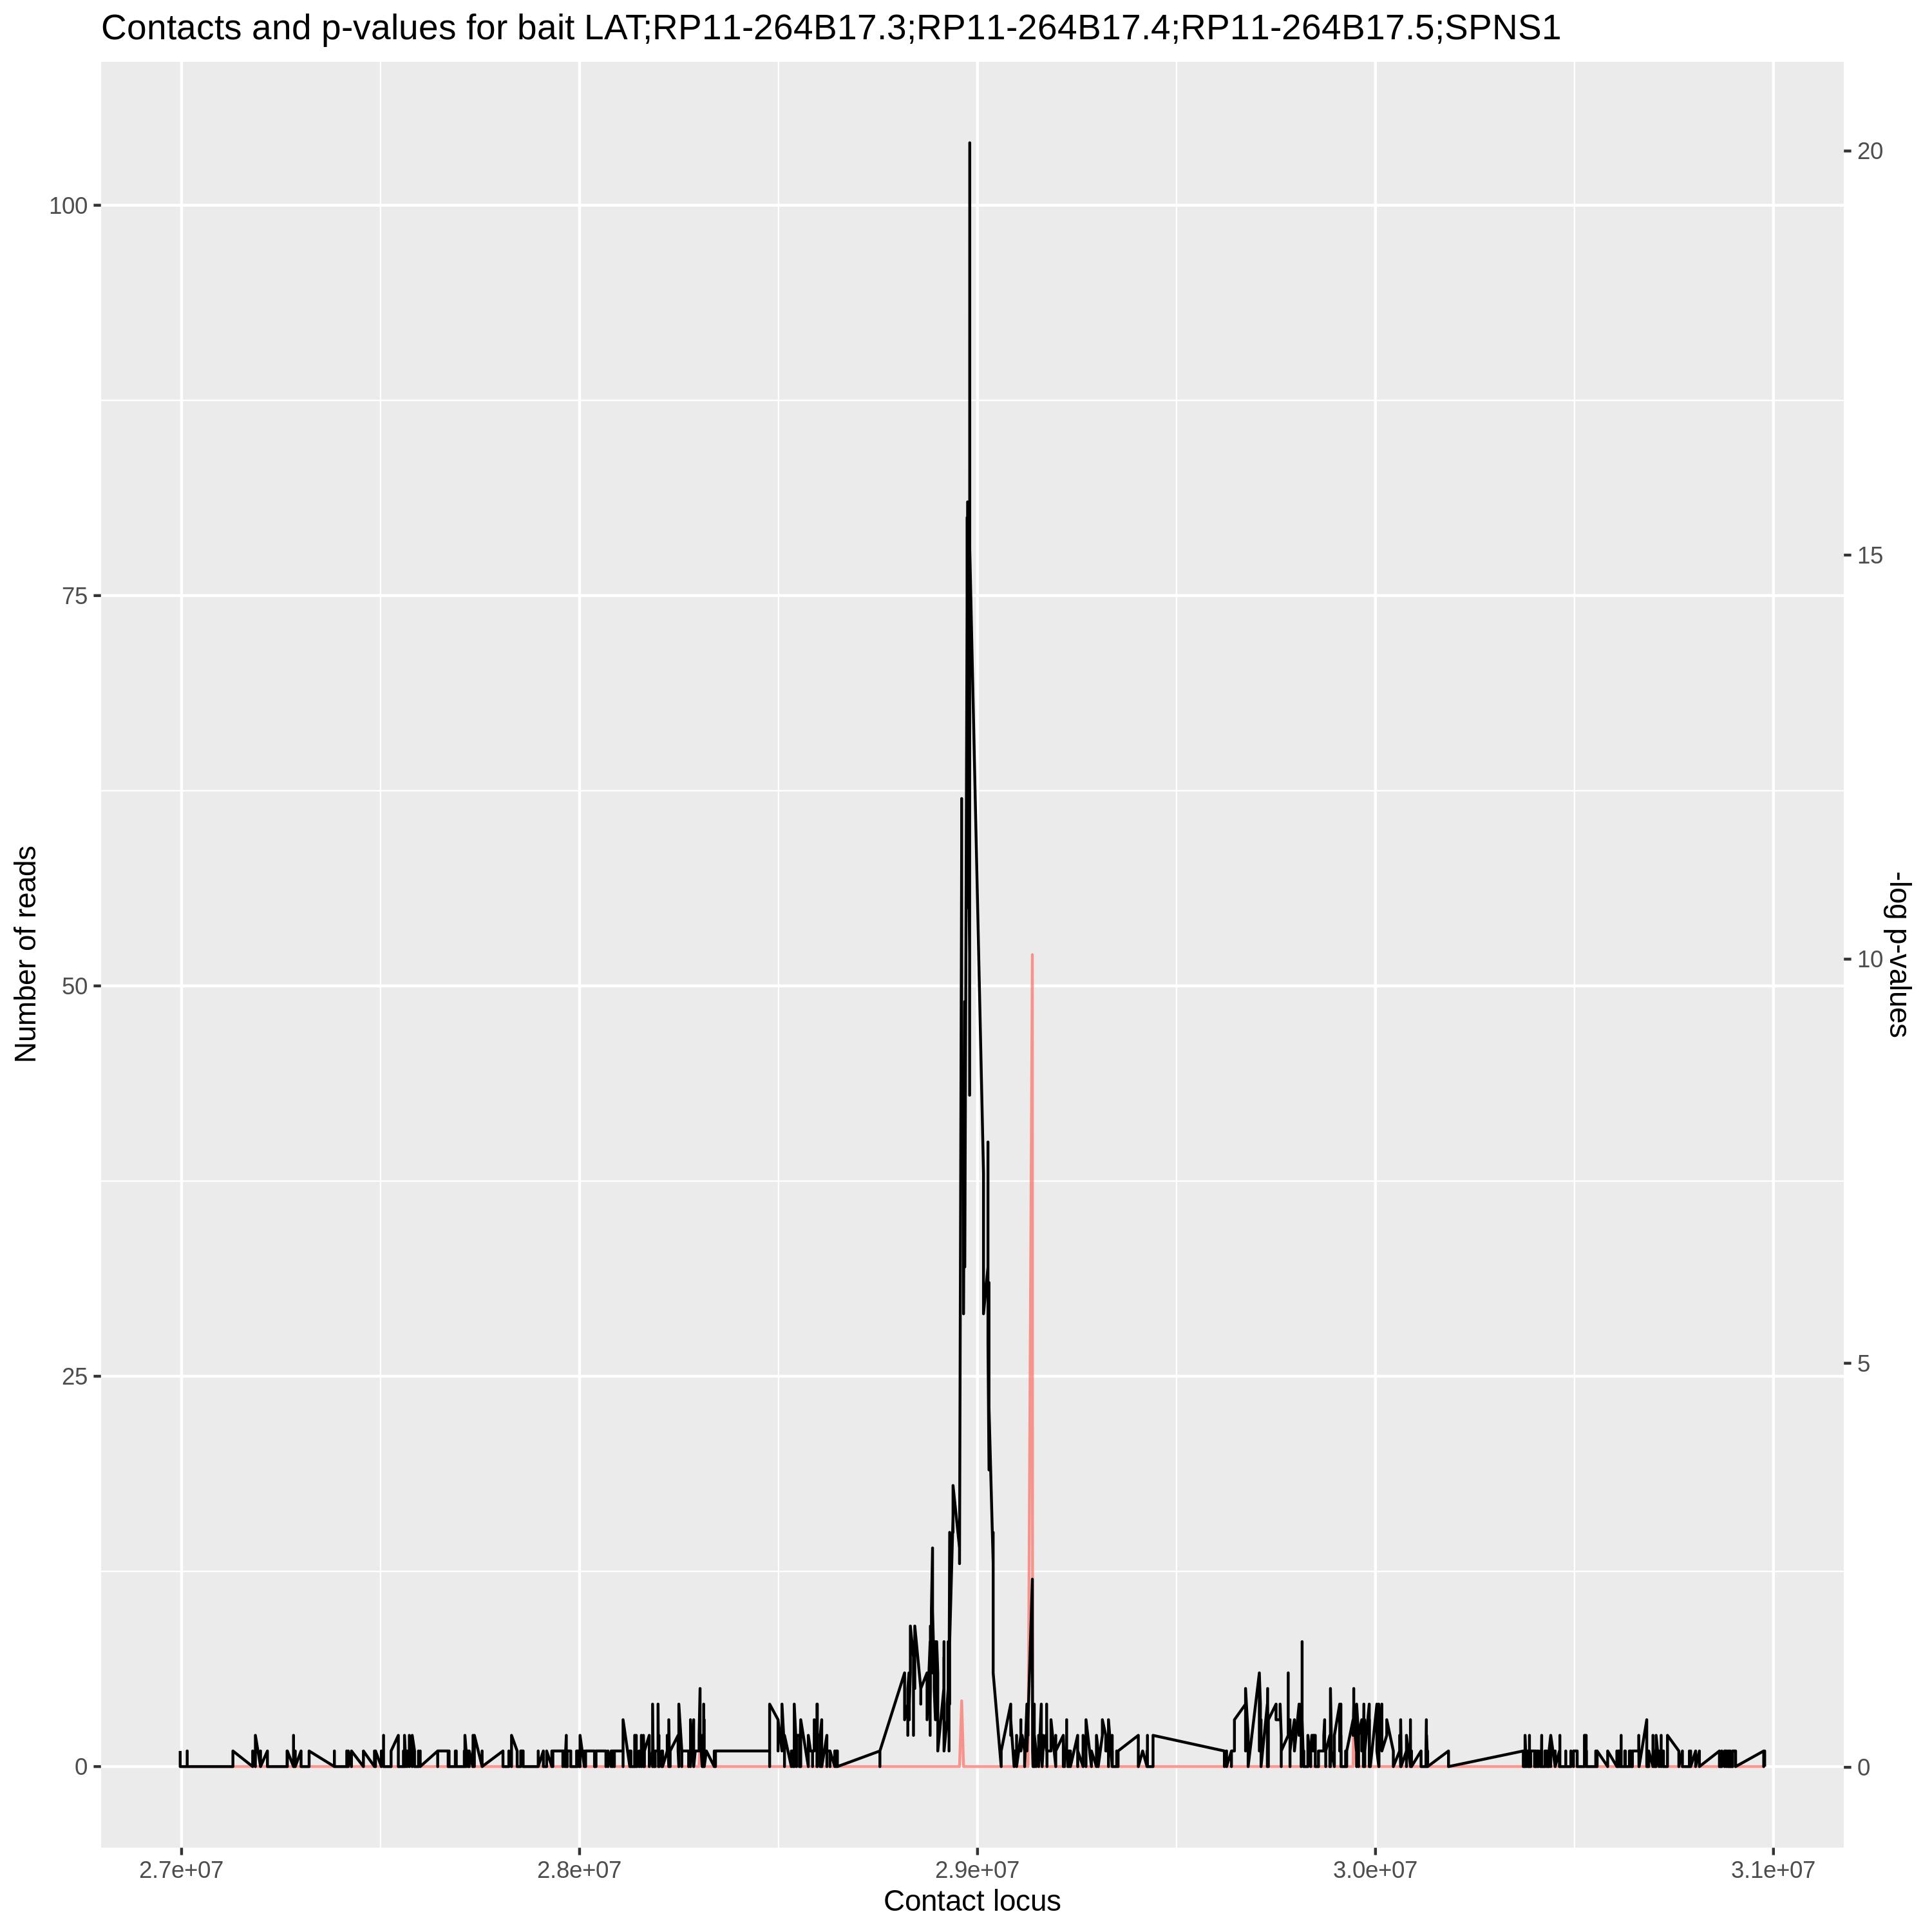 Contacts and p-values for bait LAT;RP11-264B17.3;RP11-264B17.4;RP11-264B17.5;SPNS1
Number of reads
100
75
50
25
0
20
15
10
5
0
-log p-values
2.7e+07
2.8e+07
2.9e+07
3.0e+07
3.1e+07
Contact locus